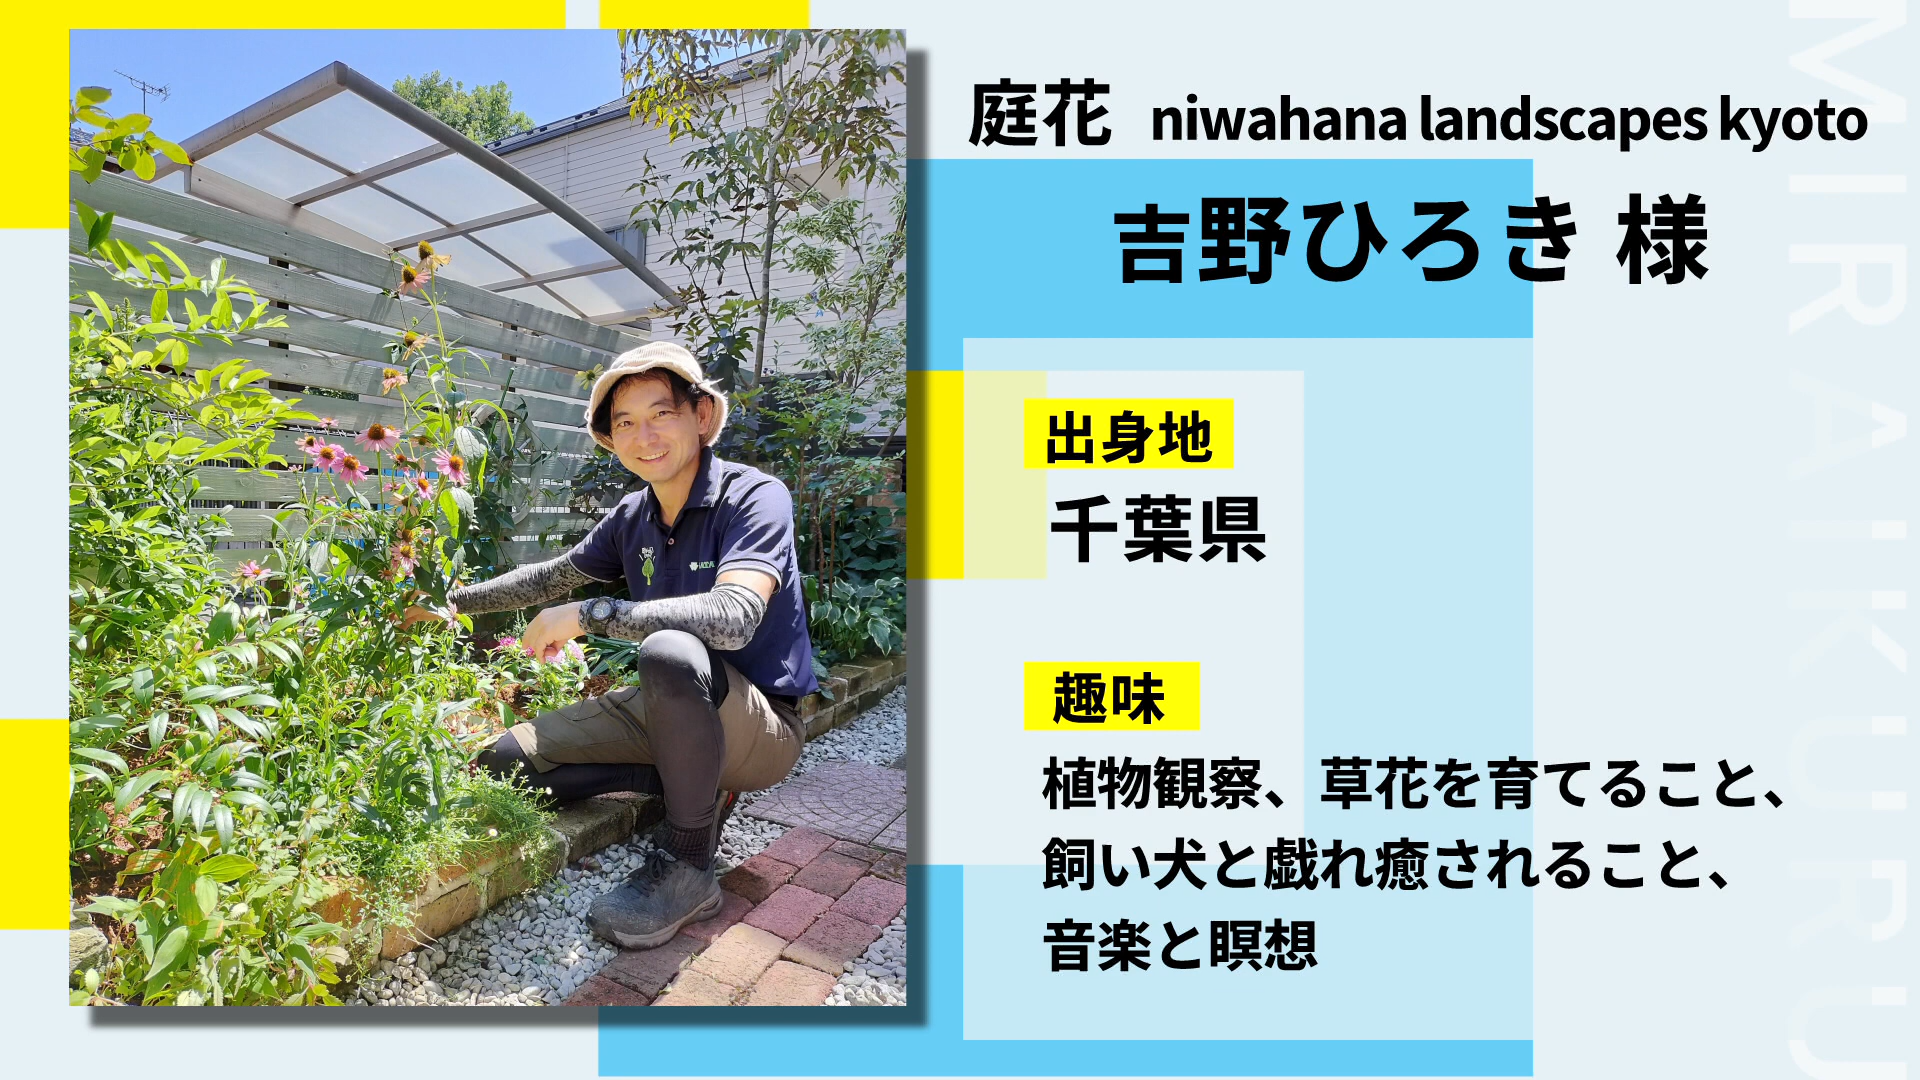 庭花 niwahana landscapes kyoto
吉野ひろき 様
出身地
千葉県
趣味
植物観察、草花を育てること、
飼い犬と戯れ癒されること、
音楽と瞑想
MIRAIKURU